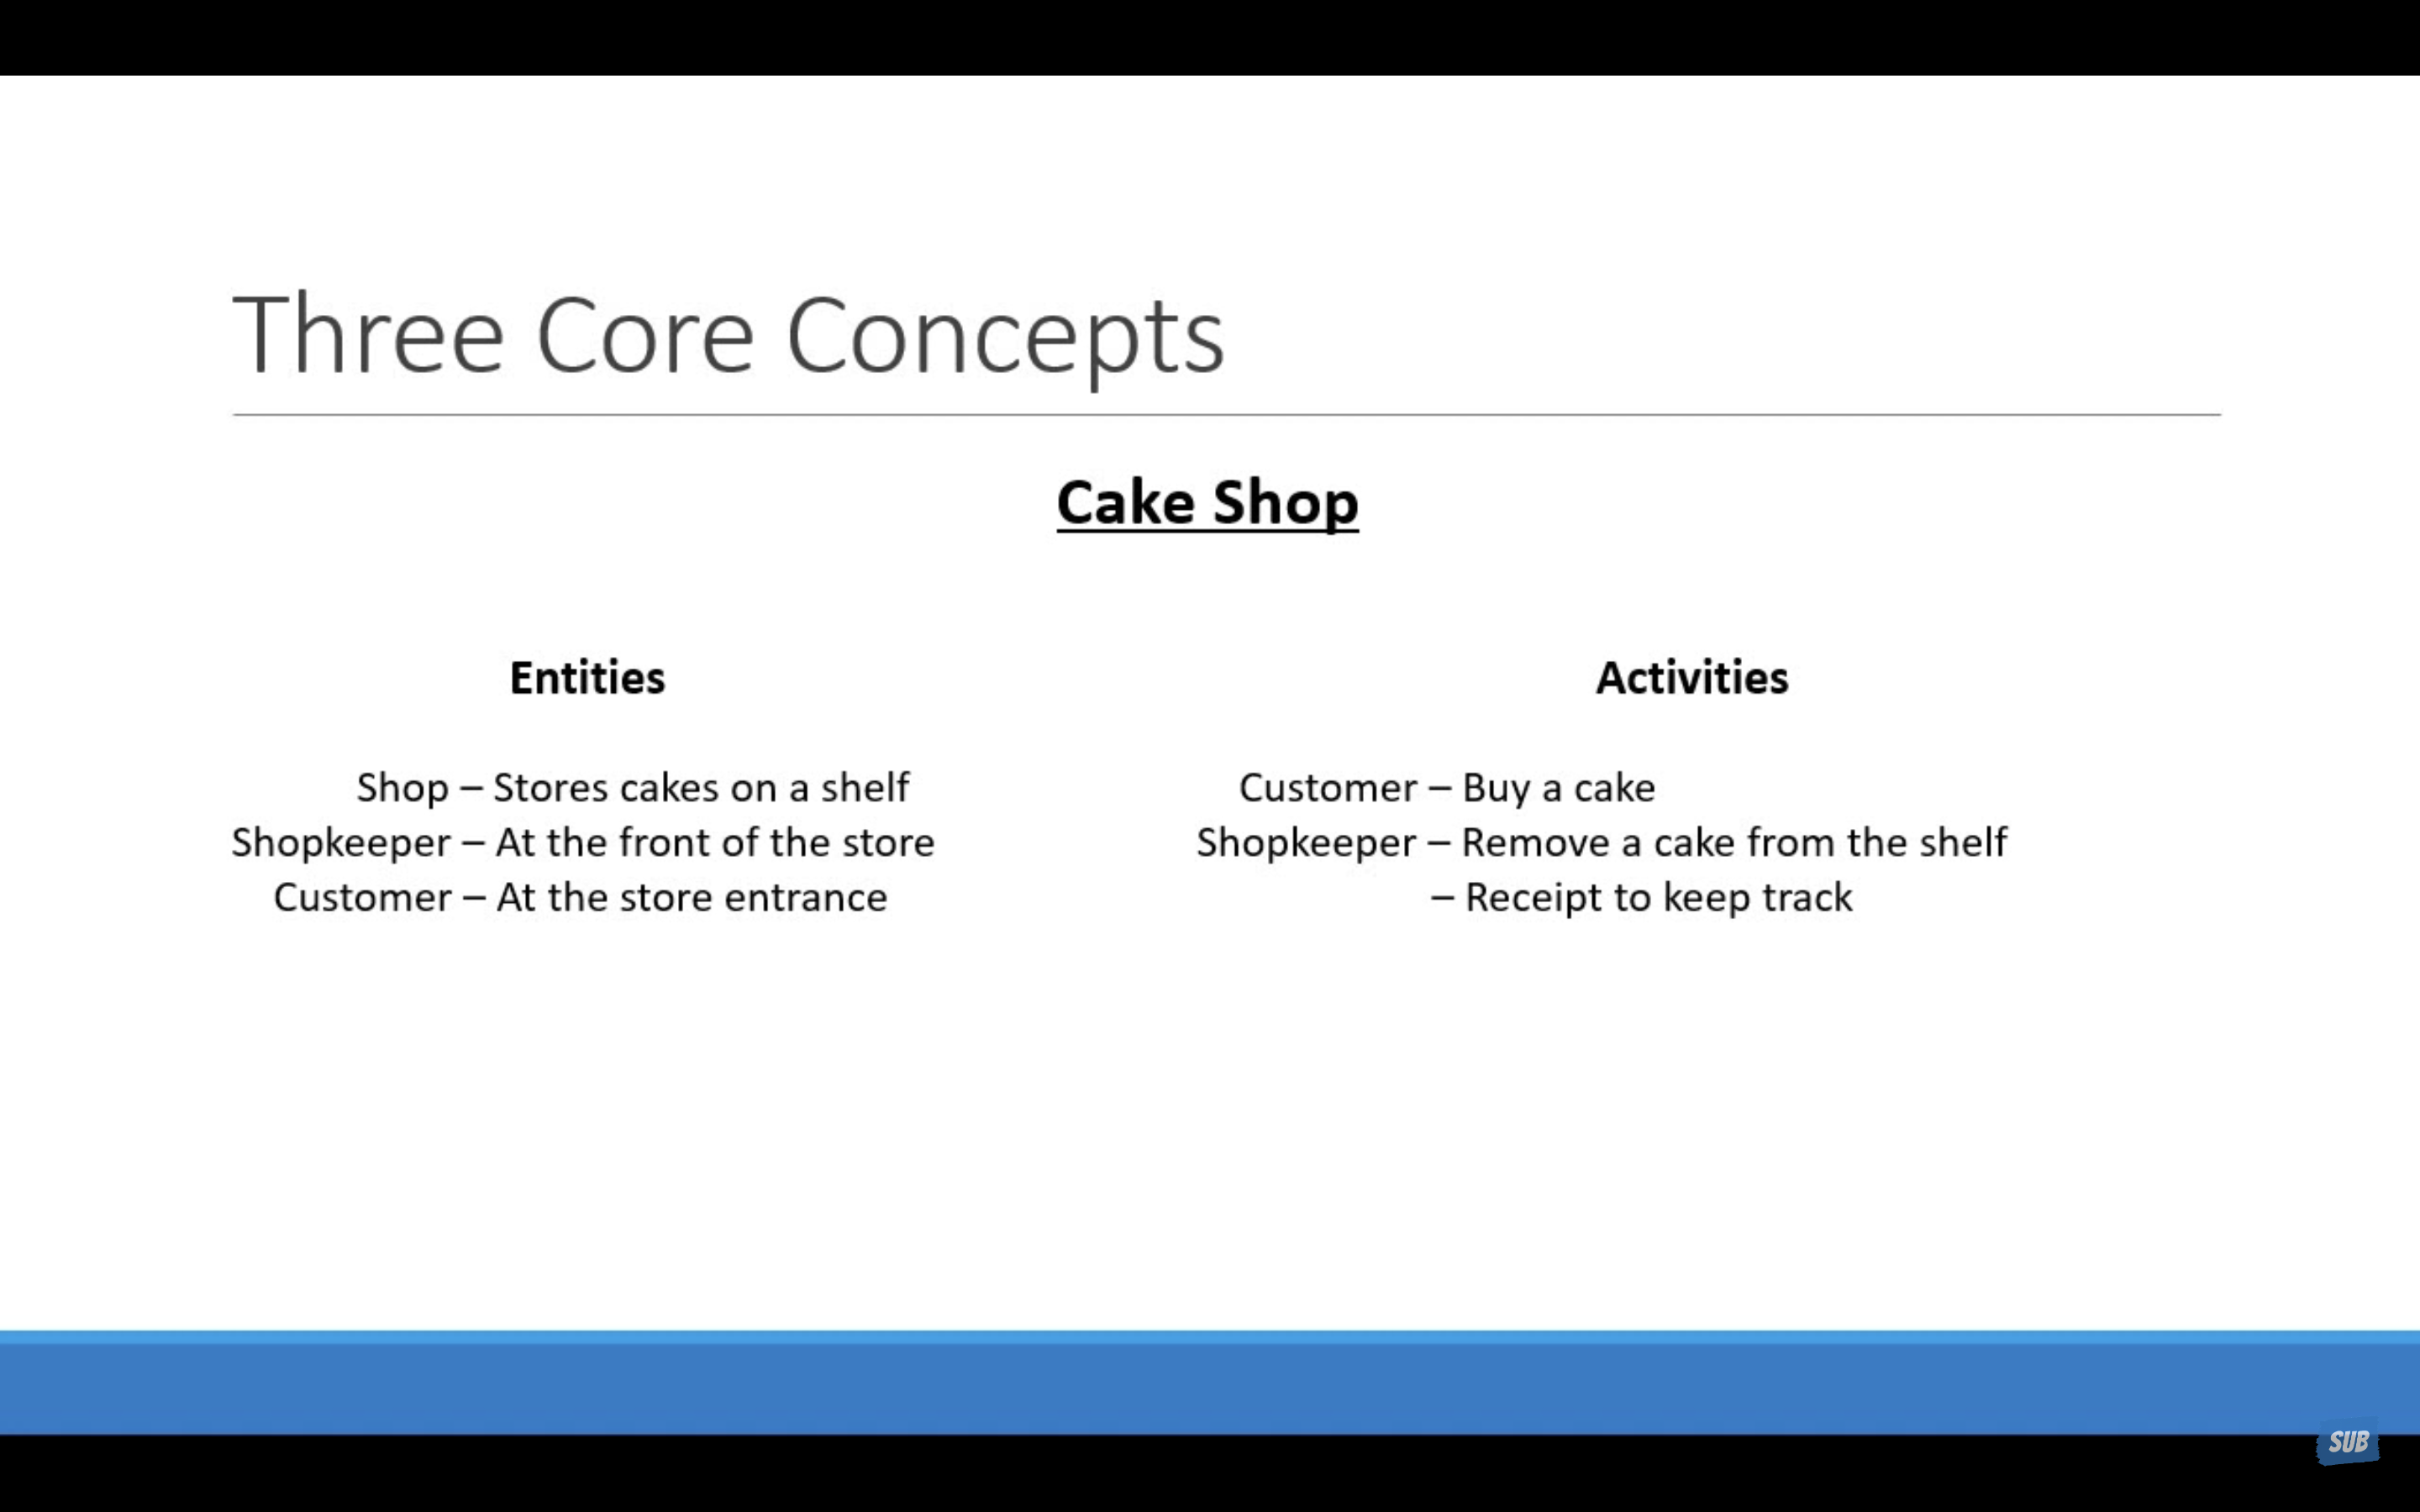 Three Core Concepts
Cake Shop
Entities
Shop – Stores cakes on a shelf
Shopkeeper – At the front of the store
Customer – At the store entrance
Activities
Customer – Buy a cake
Shopkeeper – Remove a cake from the shelf
– Receipt to keep track
SUB